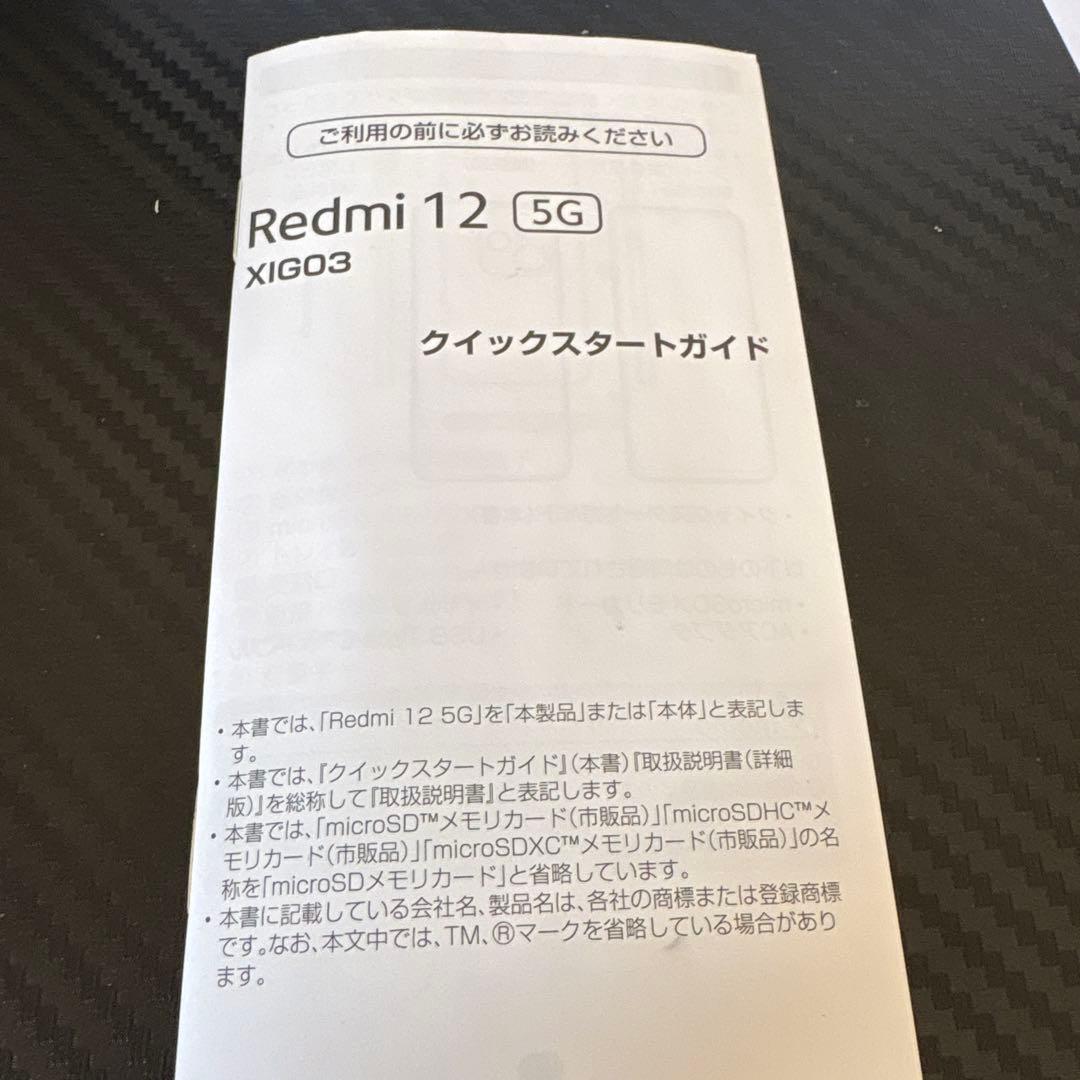 ご利用の前に必ずお読みください
Redmi 12 5G
XIG03
クイックスタートガイド
・本書では、「Redmi 12 5G」を「本製品」または「本体」と表記しま
す。
・本書では、『クイックスタートガイド』(本書)『取扱説明書(詳細
版)』を総称して『取扱説明書』と表記します。
・本書では、「microSD™メモリカード(市販品)」「microSDHC™メ
モリカード(市販品)」「microSDXC™メモリカード(市販品)」の名
称を「microSDメモリカード」と省略しています。
・本書に記載している会社名、製品名は、各社の商標または登録商標
です。なお、本文中では、TM、®マークを省略している場合があり
ます。